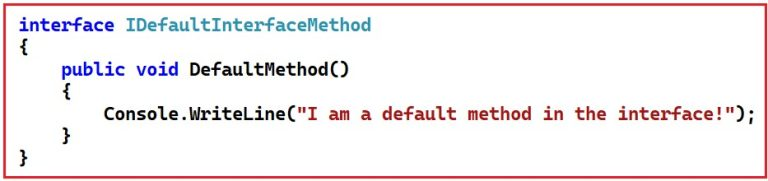 interface IDefaultInterfaceMethod
{
    public void DefaultMethod()
    {
        Console.WriteLine("I am a default method in the interface!");
    }
}